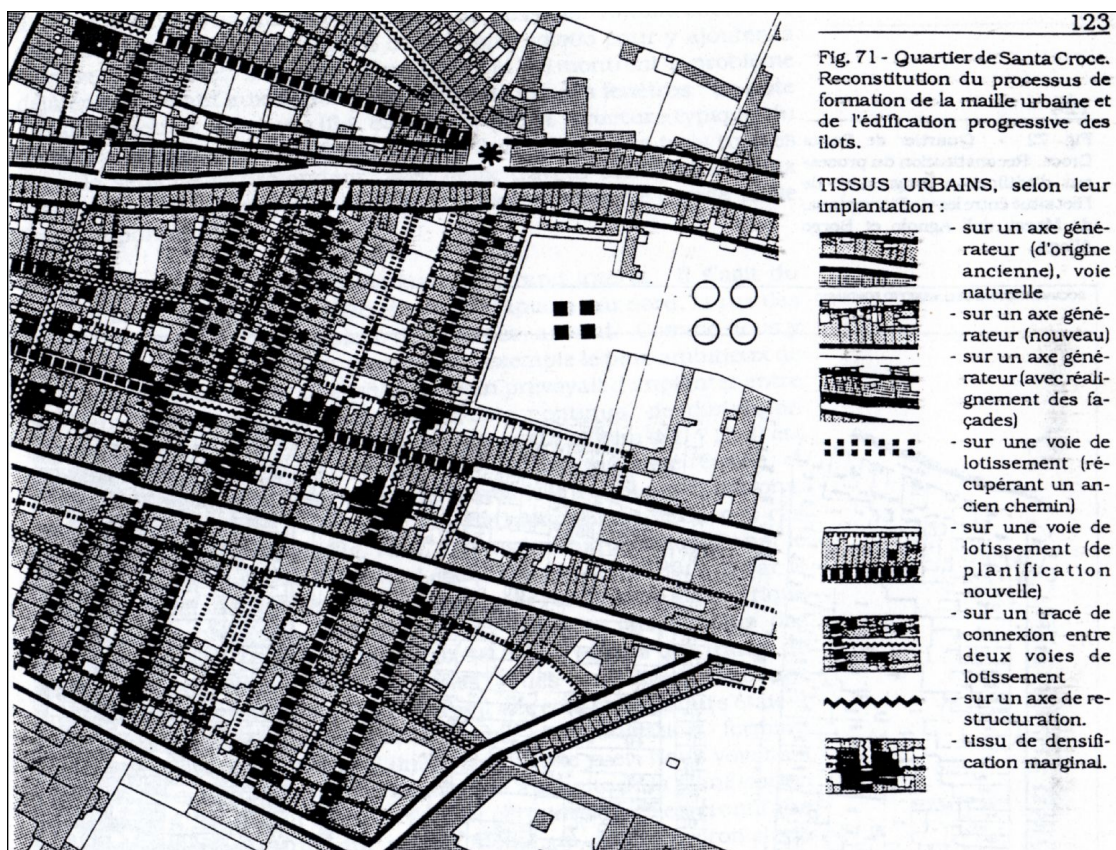 123
Fig. 71 - Quartier de Santa Croce.
Reconstitution du processus de
formation de la maille urbaine et
de l'édification progressive des
ilots.
TISSUS URBAINS, selon leur
implantation :
- sur un axe géné-
rateur (d'origine
ancienne), voie
naturelle
- sur un axe géné-
rateur (nouveau)
- sur un axe géné-
rateur (avec réali-
gnement des fa-
çades)
- sur une voie de
lotissement (ré-
cupérant un an-
cien chemin)
- sur une voie de
lotissement (de
planification
nouvelle)
- sur un tracé de
connexion entre
deux voies de
lotissement
- sur un axe de re-
structuration.
- tissu de densifi-
cation marginal.